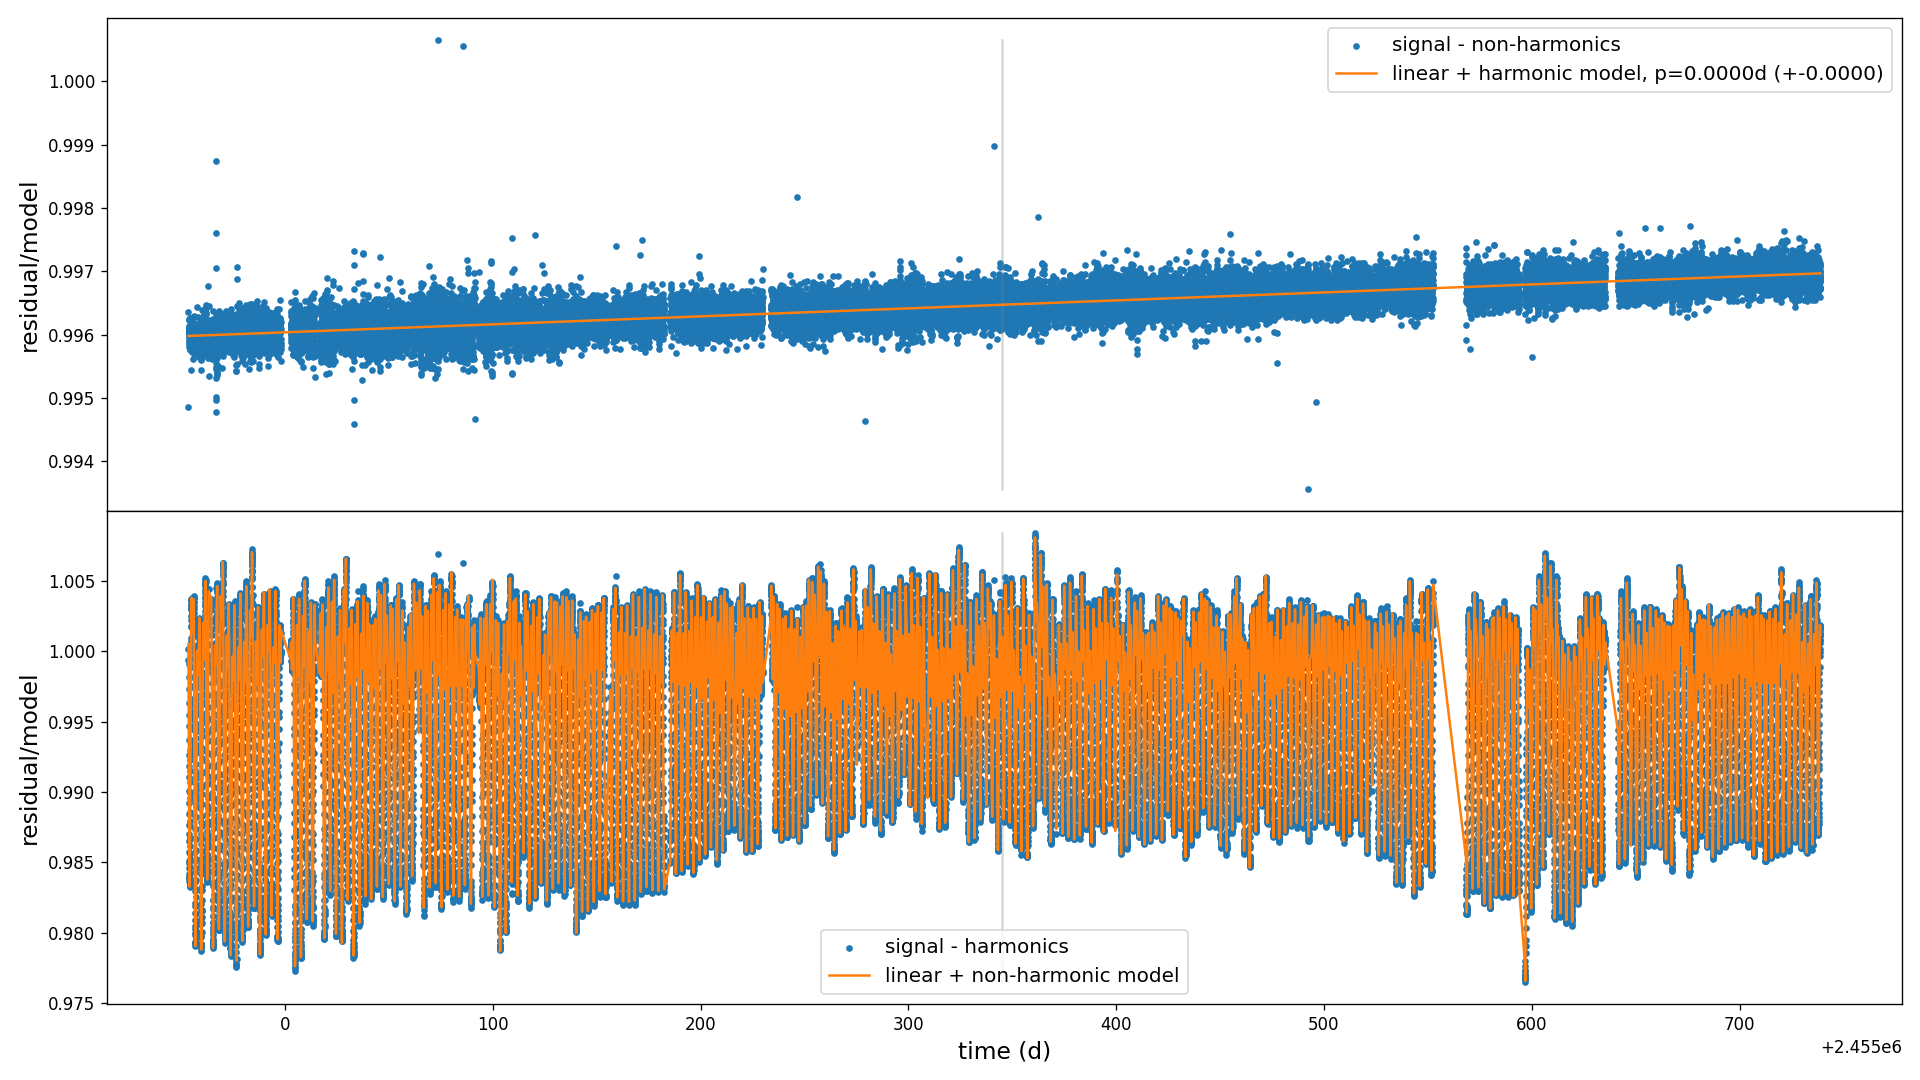 signal - non-harmonics
linear + harmonic model, p=0.0000d (+-0.0000)
residual/model
1.000
0.999
0.998
0.997
0.996
0.995
0.994
residual/model
1.005
1.000
0.995
0.990
0.985
0.980
0.975
signal - harmonics
linear + non-harmonic model
0 100 200 300 400 500 600 700
time (d)
+2.455e6